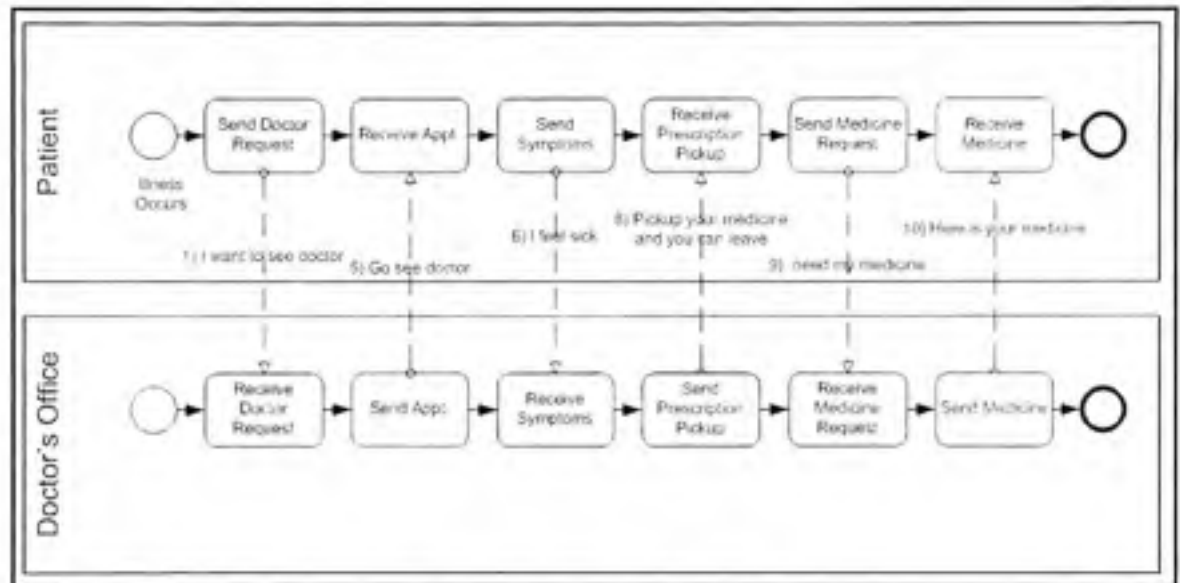 Patient
Send Doctor
Request
Receive Appt.
Send
Symptoms
Receive
Prescription
Pickup
Send Medicine
Request
Receive
Medicine
Illness
Occurs
1) I want to see doctor
5) Go see doctor
6) I feel sick
8) Pickup your medicine
and you can leave
9) need my medicine
10) Here is your medicine
Doctor's Office
Receive
Doctor
Request
Send Appt.
Receive
Symptoms
Send
Prescription
Pickup
Receive
Medicine
Request
Send Medicine